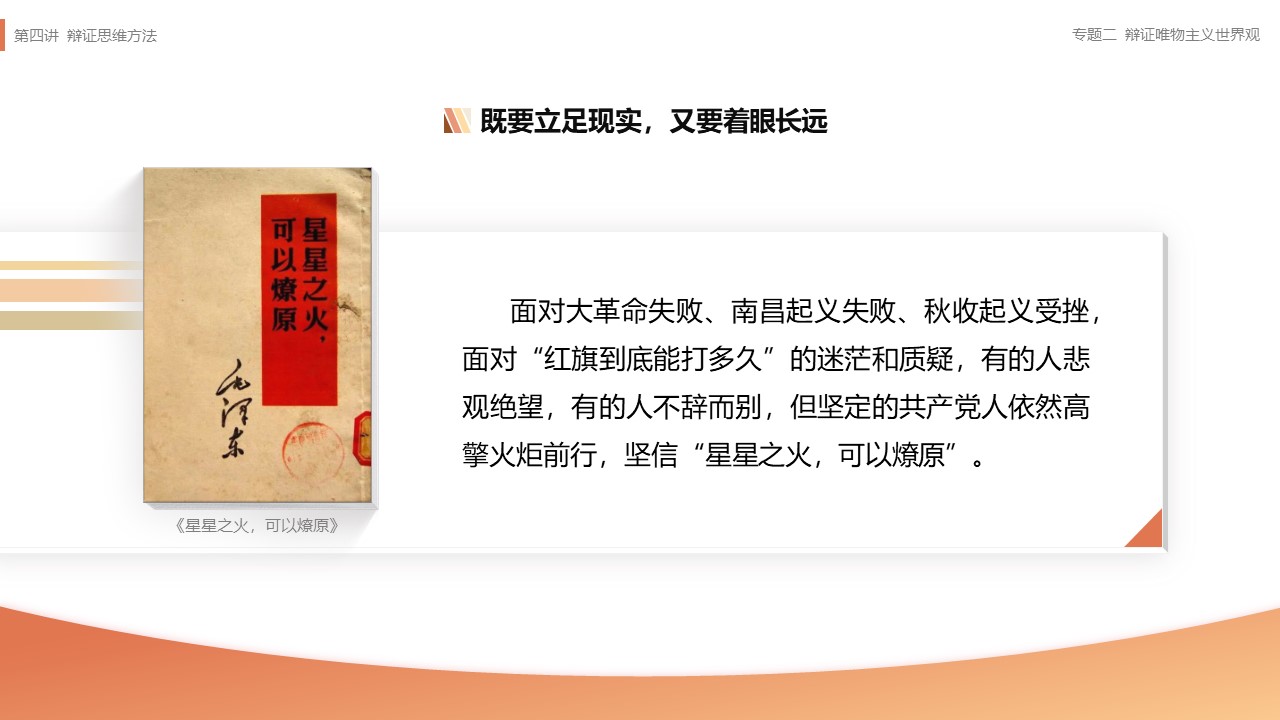 第四讲 辩证思维方法
专题二 辩证唯物主义世界观
既要立足现实，又要着眼长远
星星之火，
可以燎原
毛泽东
《星星之火，可以燎原》
面对大革命失败、南昌起义失败、秋收起义受挫，
面对“红旗到底能打多久”的迷茫和质疑，有的人悲
观绝望，有的人不辞而别，但坚定的共产党人依然高
擎火炬前行，坚信“星星之火，可以燎原”。